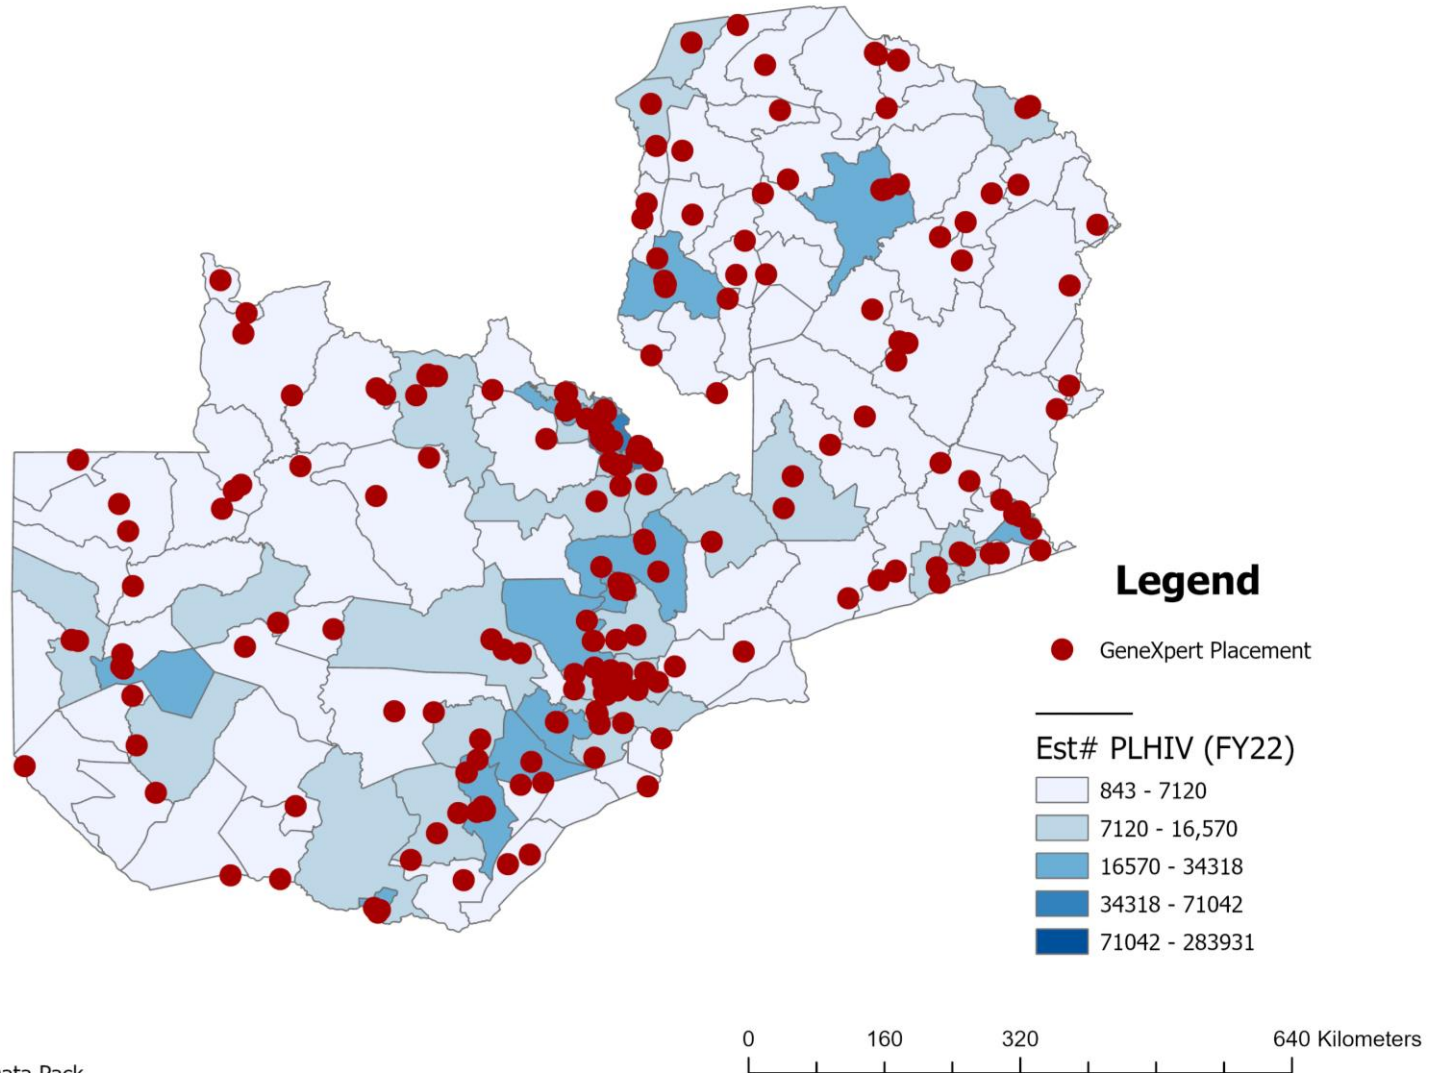 Legend
GeneXpert Placement
Est# PLHIV (FY22)
843 - 7120
7120 - 16,570
16570 - 34318
34318 - 71042
71042 - 283931
0 160 320 640 Kilometers
Pack